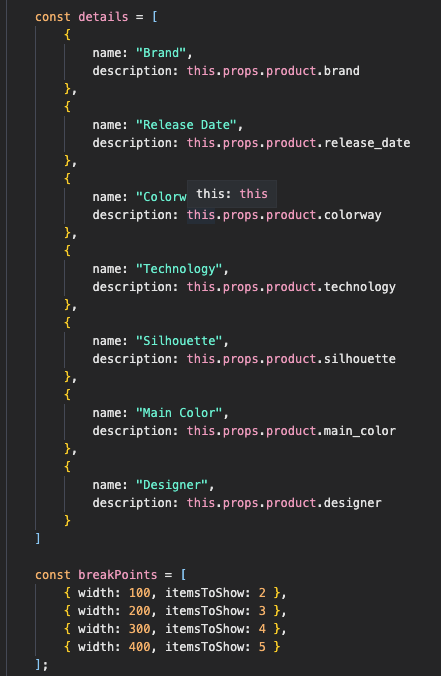 const details = [
{
name: "Brand",
description: this.props.product.brand
},
{
name: "Release Date",
description: this.props.product.release_date
},
{
name: "Colorw
this: this
description: this.props.product.colorway
},
{
name: "Technology",
description: this.props.product.technology
},
{
name: "Silhouette",
description: this.props.product.silhouette
},
{
name: "Main Color",
description: this.props.product.main_color
},
{
name: "Designer",
description: this.props.product.designer
}
]
const breakPoints = [
{ width: 100, itemsToShow: 2 },
{ width: 200, itemsToShow: 3 },
{ width: 300, itemsToShow: 4 },
{ width: 400, itemsToShow: 5 }
];